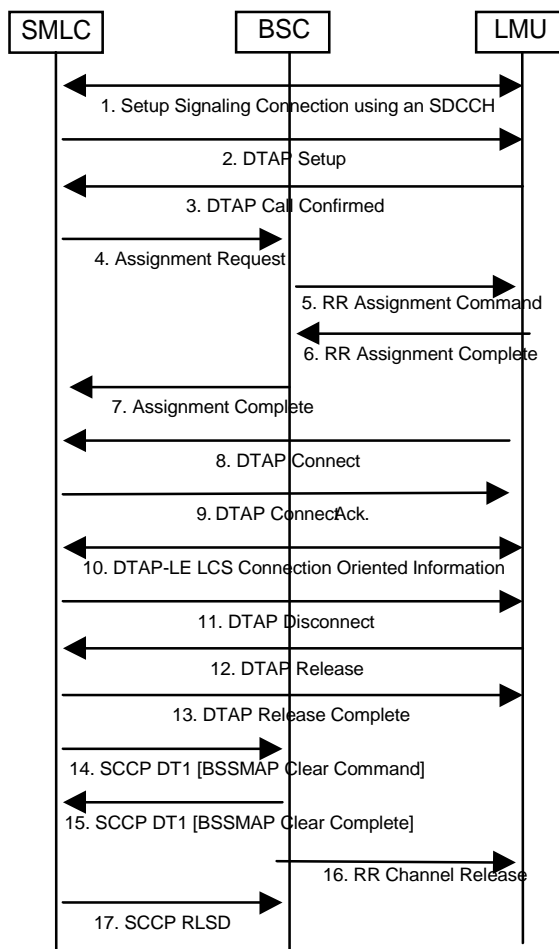 SMLC
BSC
LMU
1. Setup Signaling Connection using an SDCCH
2. DTAP Setup
3. DTAP Call Confirmed
4. Assignment Request
5. RR Assignment Command
6. RR Assignment Complete
7. Assignment Complete
8. DTAP Connect
9. DTAP Connect Ack.
10. DTAP-LE LCS Connection Oriented Information
11. DTAP Disconnect
12. DTAP Release
13. DTAP Release Complete
14. SCCP DT1 [BSSMAP Clear Command]
15. SCCP DT1 [BSSMAP Clear Complete]
16. RR Channel Release
17. SCCP RLSD